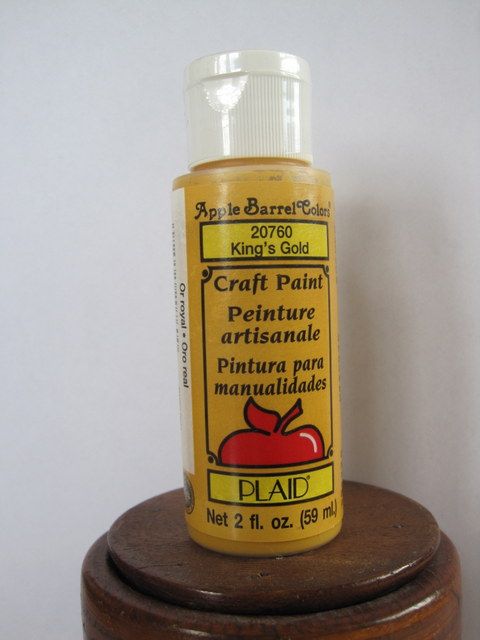 Apple Barrel Colors®
20760
King's Gold
Craft Paint
Peinture
artisanale
Pintura para
manualidades
PLAID®
Net 2 fl. oz. (59 ml.)
Or royal • Oro real